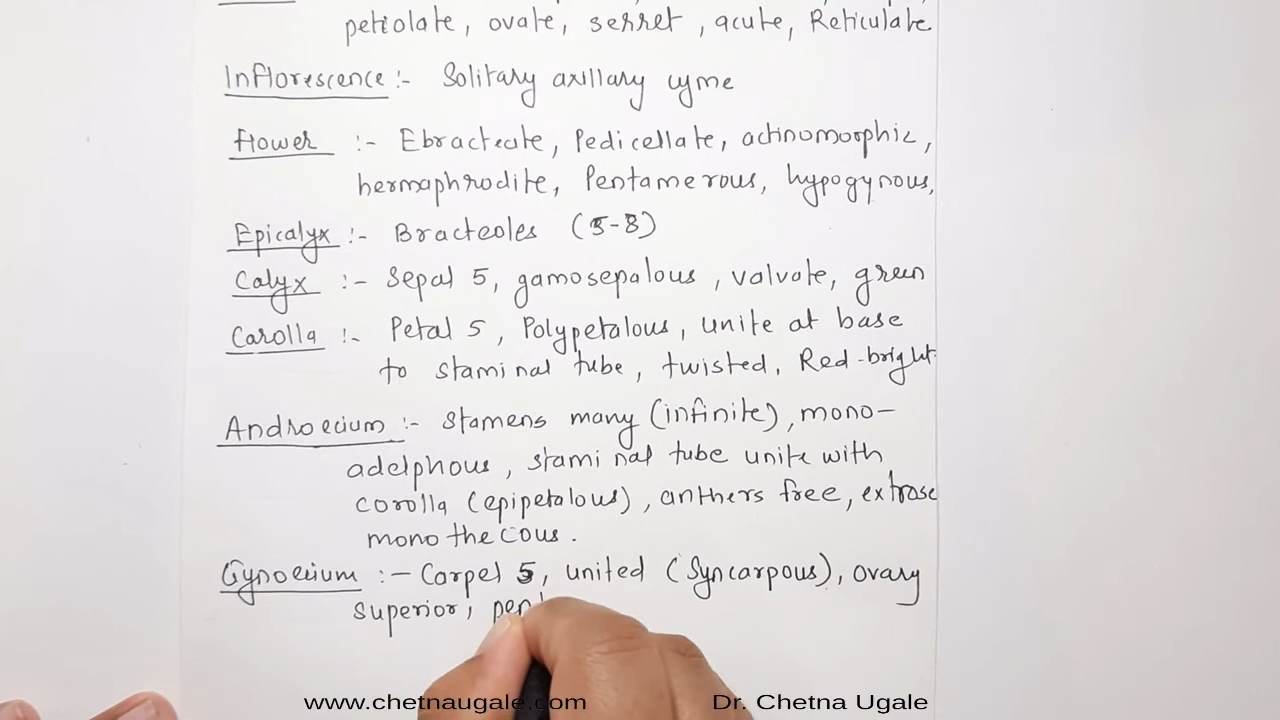 petiolate, ovate, serret, acute, Reticulate
Inflorescence :- Solitary axillary cyme
flower :- Ebracteate, Pedicellate, actinomorphic,
hermaphrodite, Pentamerous, hypogynous,
Epicalyx :- Bracteoles (5-8)
Calyx :- Sepal 5, gamosepalous, valvate, green
Carolla :- Petal 5, Polypetalous, unite at base
to staminal tube, twisted, Red-bright
Androecium :- Stamens many (infinite), mono-
adelphous, staminal tube unite with
corolla (epipetalous), anthers free, extrose
monothecous.
Gynoecium :- Carpel 5, united (Syncarpous), ovary
superior,
www.chetnaugale.com Dr. Chetna Ugale